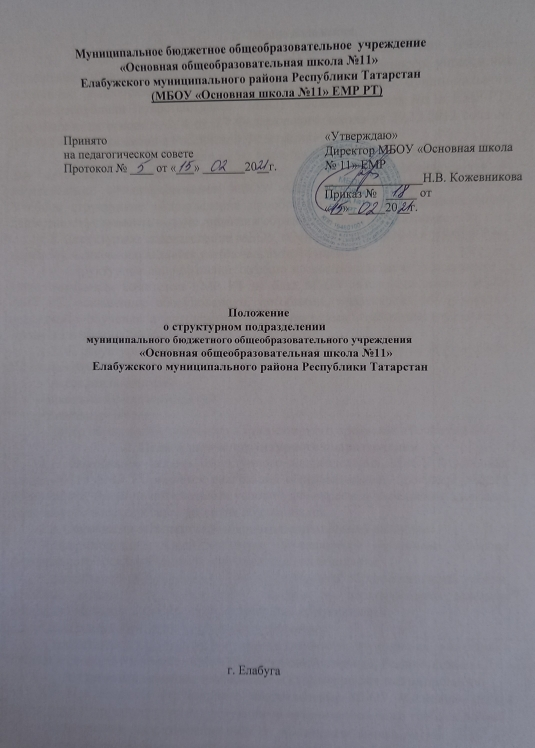 Муниципальное бюджетное общеобразовательное учреждение
«Основная общеобразовательная школа №11»
Елабужского муниципального района Республики Татарстан
(МБОУ «Основная школа №11» ЕМР РТ)
Принято
на педагогическом совете
Протокол № 5 от «15» 02 2021г.
«Утверждаю»
Директор МБОУ «Основная школа
№ 11» ЕМР
Н.В. Кожевникова
Приказ № 18 от
«15» 02 2021г.
Положение
о структурном подразделении
муниципального бюджетного общеобразовательного учреждения
«Основная общеобразовательная школа №11»
Елабужского муниципального района Республики Татарстан
г. Елабуга